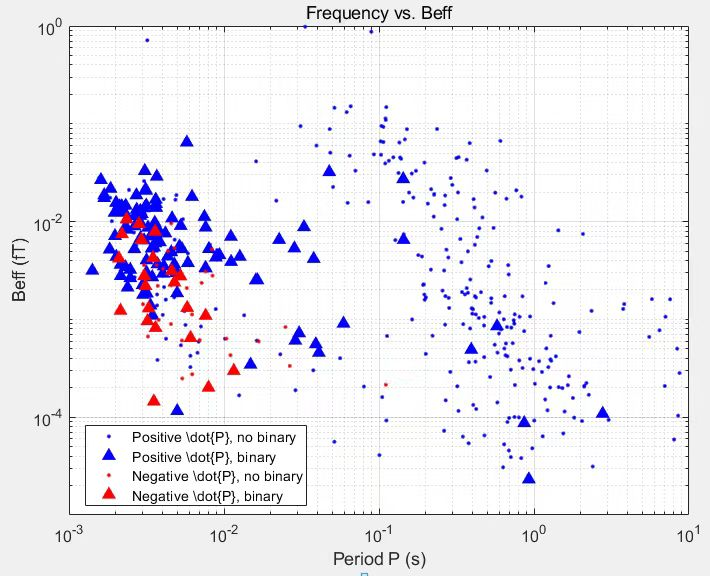 Frequency vs. Beff
10^0
10^-2
10^-4
Beff (fT)
Positive \dot{P}, no binary
Positive \dot{P}, binary
Negative \dot{P}, no binary
Negative \dot{P}, binary
10^-3 10^-2 10^-1 10^0 10^1
Period P (s)